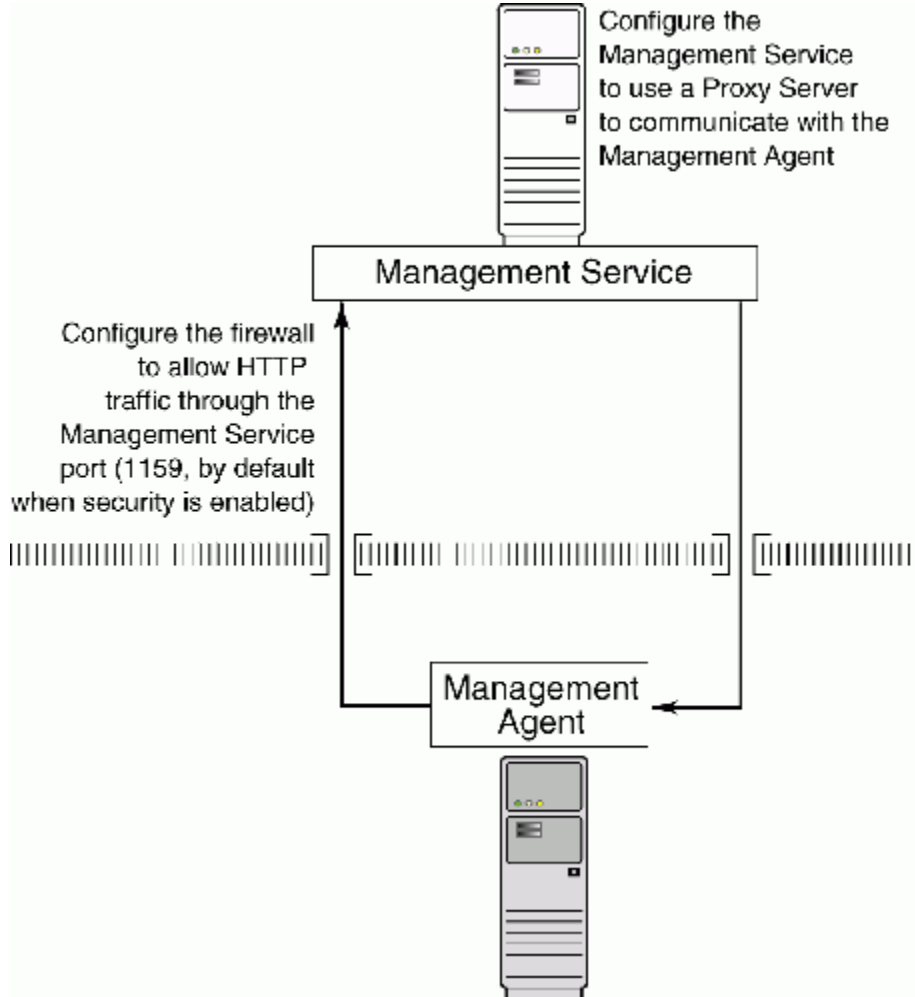 Configure the
Management Service
to use a Proxy Server
to communicate with the
Management Agent
Management Service
Configure the firewall
to allow HTTP
traffic through the
Management Service
port (1159, by default
when security is enabled)
Management
Agent